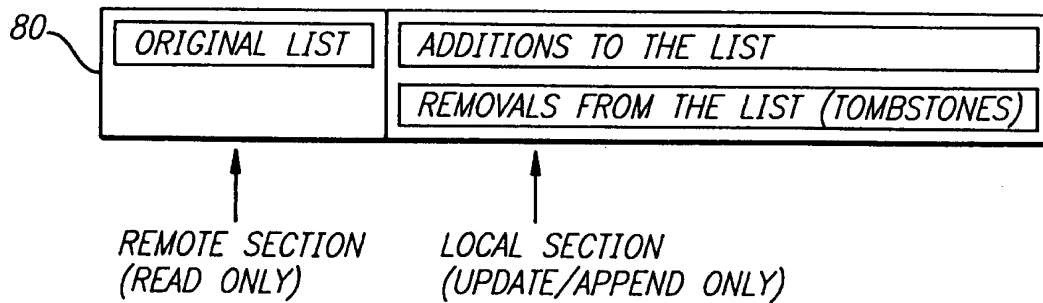 80
ORIGINAL LIST
ADDITIONS TO THE LIST
REMOVALS FROM THE LIST (TOMBSTONES)
REMOTE SECTION
(READ ONLY)
LOCAL SECTION
(UPDATE/APPEND ONLY)